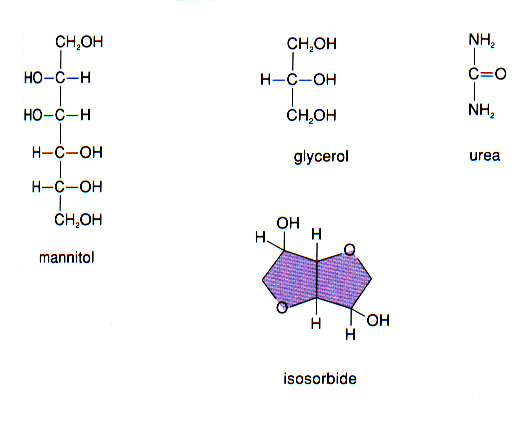 CH₂OH
HO-C-H
HO-C-H
H-C-OH
H-C-OH
CH₂OH
mannitol
CH₂OH
H-C-OH
CH₂OH
glycerol
NH₂
C=O
NH₂
urea
OH
H
H
O
O
H
H
OH
isosorbide